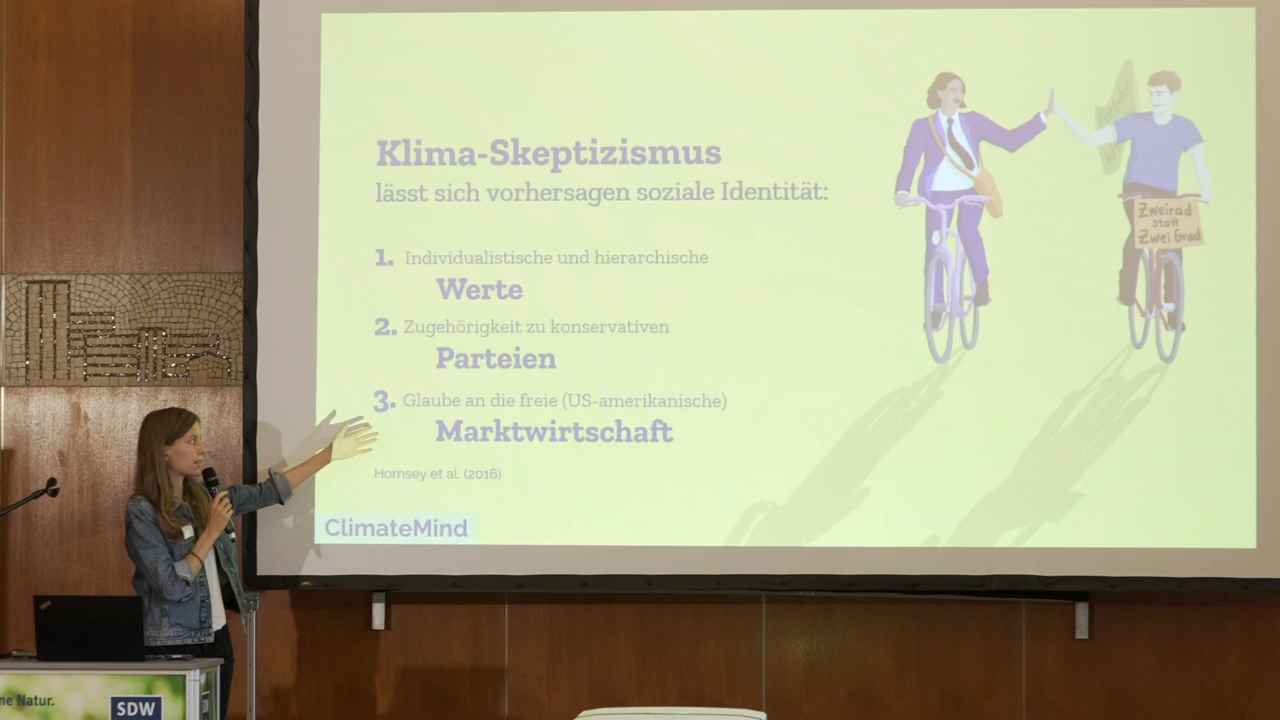 Klima-Skeptizismus
lässt sich vorhersagen soziale Identität:
1. Individualistische und hierarchische
Werte
2. Zugehörigkeit zu konservativen
Parteien
3. Glaube an die freie (US-amerikanische)
Marktwirtschaft
Hornsey et al. (2016)
ClimateMind
Zweirad
statt
Zwei Grad
ne Natur.
SDW